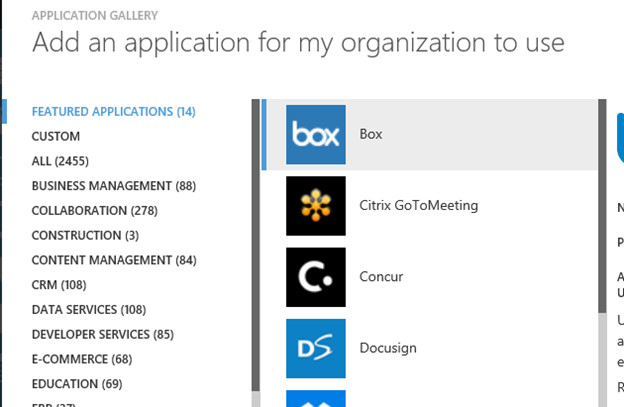 APPLICATION GALLERY
Add an application for my organization to use
FEATURED APPLICATIONS (14)
CUSTOM
ALL (2455)
BUSINESS MANAGEMENT (88)
COLLABORATION (278)
CONSTRUCTION (3)
CONTENT MANAGEMENT (84)
CRM (108)
DATA SERVICES (108)
DEVELOPER SERVICES (85)
E-COMMERCE (68)
EDUCATION (69)
box
Box
Citrix GoToMeeting
C.
Concur
DS
Docusign